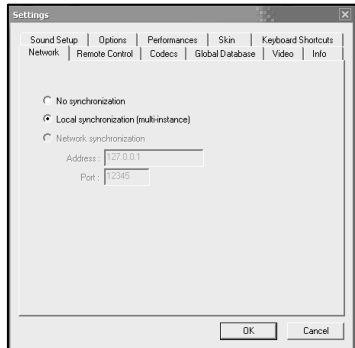 Settings
Sound Setup Options Performances Skin Keyboard Shortcuts
Network Remote Control Codecs Global Database Video Info
No synchronization
Local synchronization (multi-instance)
Network synchronization
Address : 127.0.0.1
Port : 12345
OK Cancel